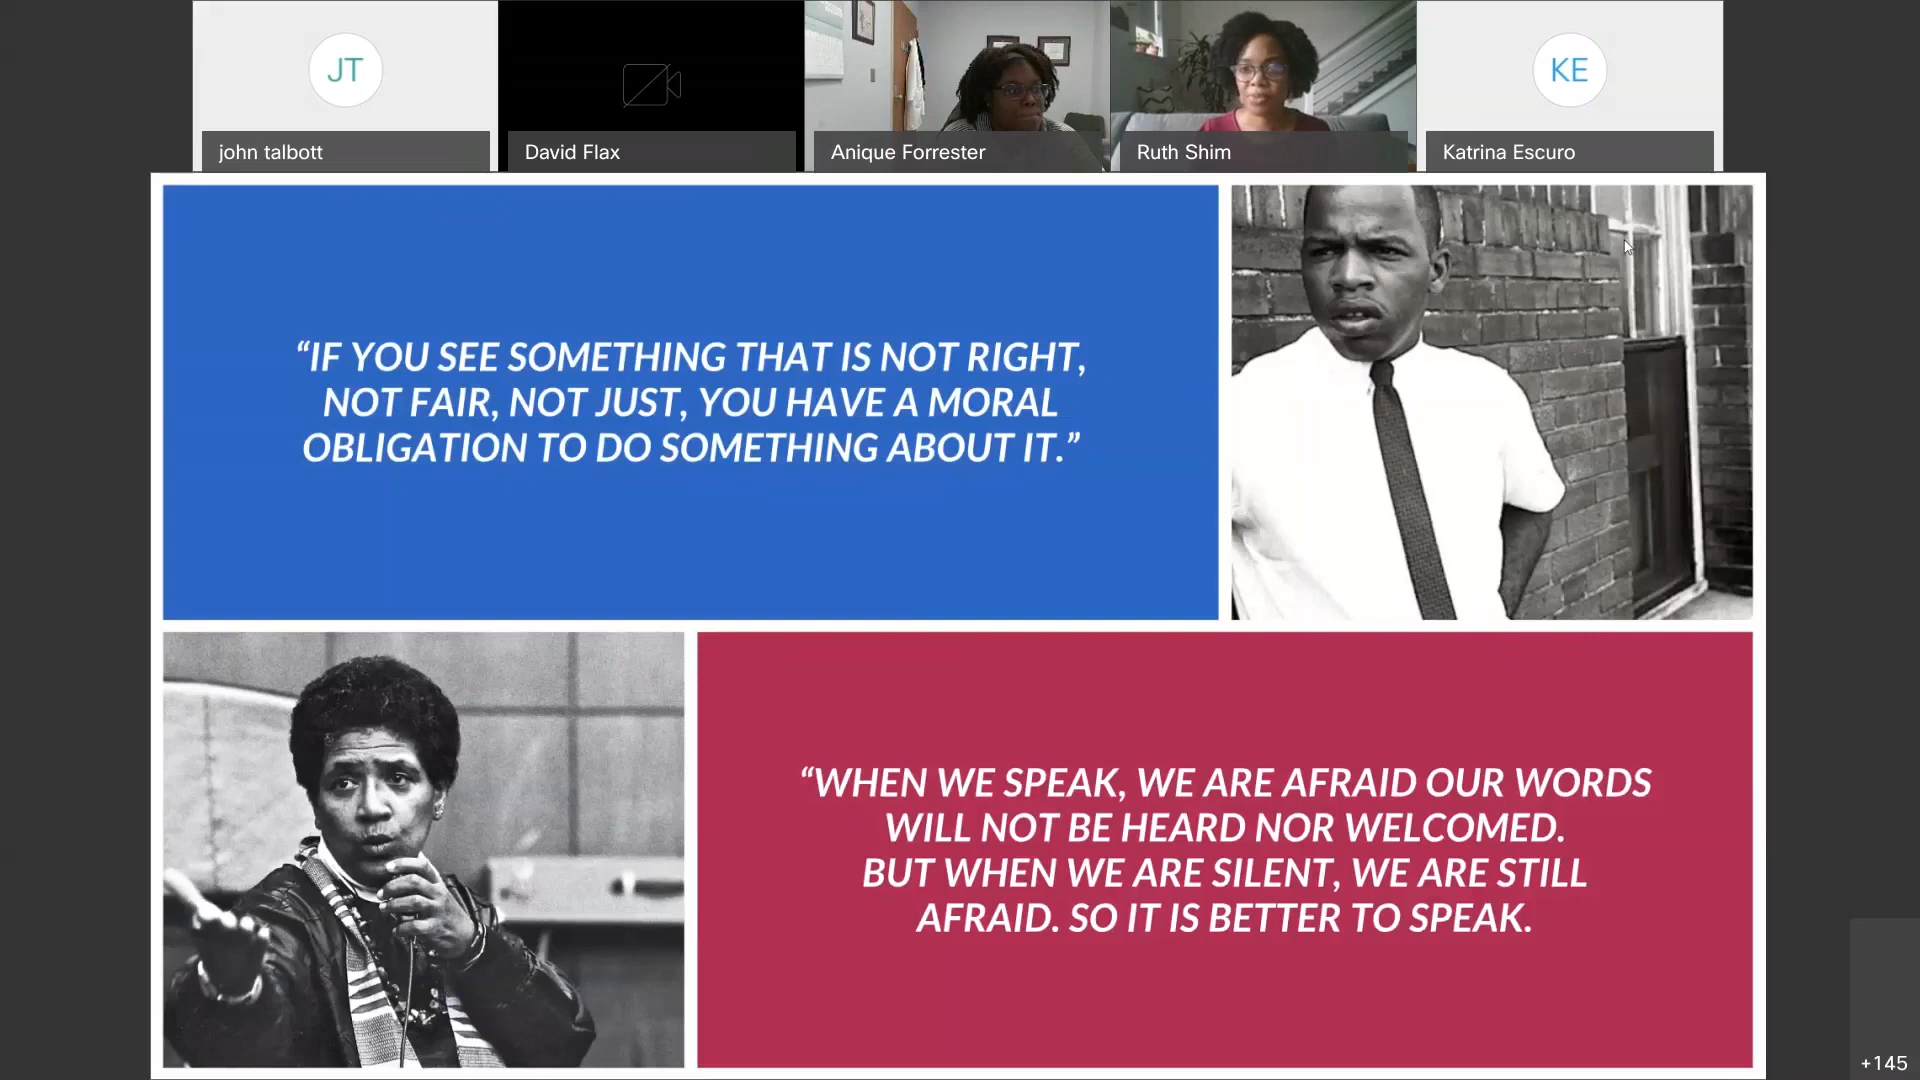 JT
KE
john talbott
David Flax
Anique Forrester
Ruth Shim
Katrina Escuro
“IF YOU SEE SOMETHING THAT IS NOT RIGHT,
NOT FAIR, NOT JUST, YOU HAVE A MORAL
OBLIGATION TO DO SOMETHING ABOUT IT.”
“WHEN WE SPEAK, WE ARE AFRAID OUR WORDS
WILL NOT BE HEARD NOR WELCOMED.
BUT WHEN WE ARE SILENT, WE ARE STILL
AFRAID. SO IT IS BETTER TO SPEAK.
+145